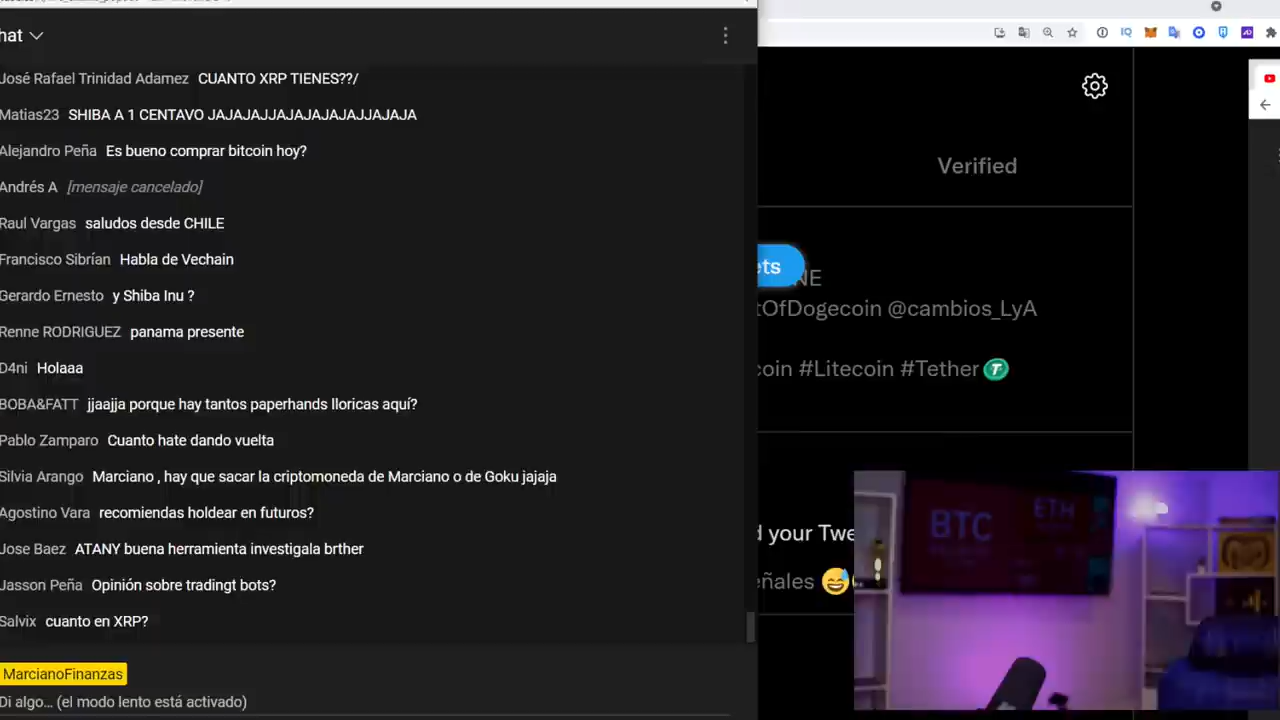 hat
José Rafael Trinidad Adamez CUANTO XRP TIENES??/
Matias23 SHIBA A 1 CENTAVO JAJAJAJJAJAJAJAJAJJAJAJA
Alejandro Peña Es bueno comprar bitcoin hoy?
Andrés A [mensaje cancelado]
Raul Vargas saludos desde CHILE
Francisco Sibrían Habla de Vechain
Gerardo Ernesto y Shiba Inu ?
Renne RODRIGUEZ panama presente
D4ni Holaaa
BOBA&FATT jjaajja porque hay tantos paperhands lloricas aquí?
Pablo Zamparo Cuanto hate dando vuelta
Silvia Arango Marciano , hay que sacar la criptomoneda de Marciano o de Goku jajaja
Agostino Vara recomiendas holdear en futuros?
Jose Baez ATANY buena herramienta investigala brther
Jasson Peña Opinión sobre tradingt bots?
Salvix cuanto en XRP?
MarcianoFinanzas
Di algo... (el modo lento está activado)
IQ
Verified
ets
NE
tOfDogecoin @cambios_LyA
coin #Litecoin #Tether
d your Twe
eñales 😅
BTC
ETH